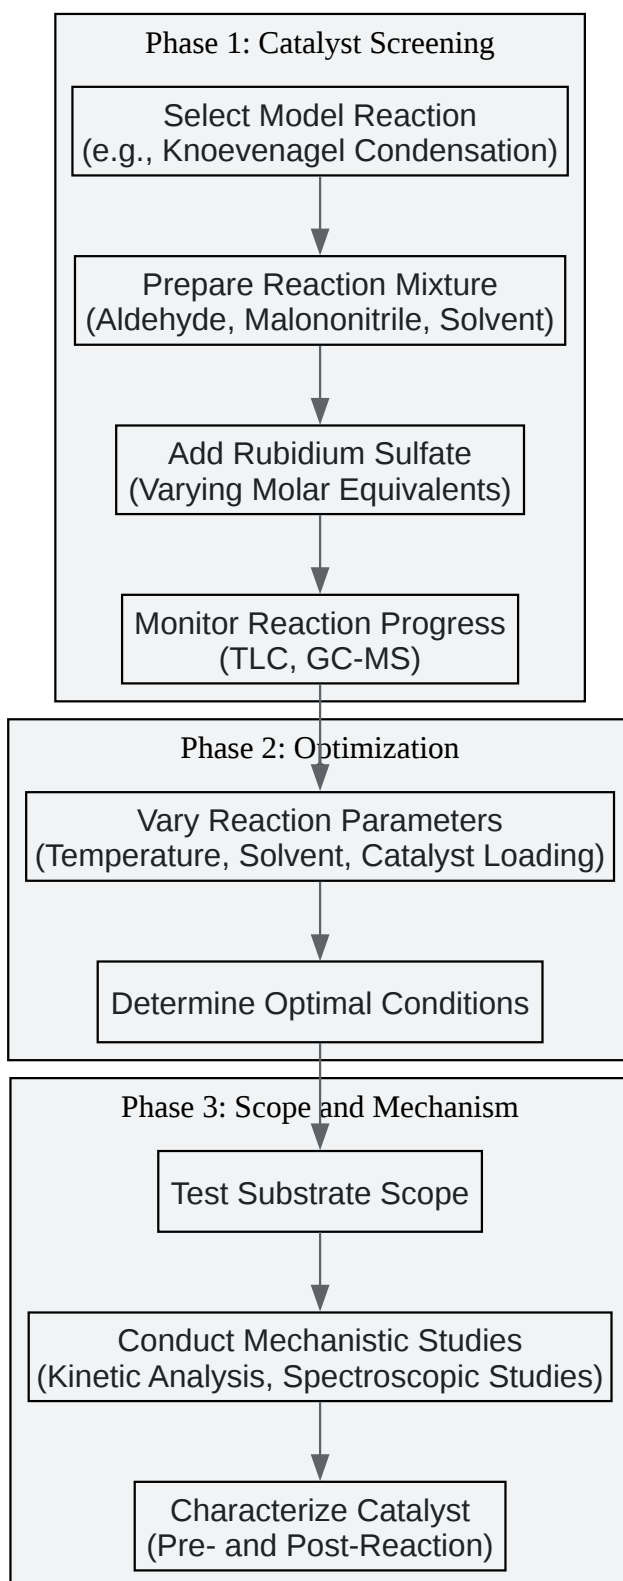 Phase 1: Catalyst Screening
Select Model Reaction
(e.g., Knoevenagel Condensation)
Prepare Reaction Mixture
(Aldehyde, Malononitrile, Solvent)
Add Rubidium Sulfate
(Varying Molar Equivalents)
Monitor Reaction Progress
(TLC, GC-MS)
Phase 2: Optimization
Vary Reaction Parameters
(Temperature, Solvent, Catalyst Loading)
Determine Optimal Conditions
Phase 3: Scope and Mechanism
Test Substrate Scope
Conduct Mechanistic Studies
(Kinetic Analysis, Spectroscopic Studies)
Characterize Catalyst
(Pre- and Post-Reaction)